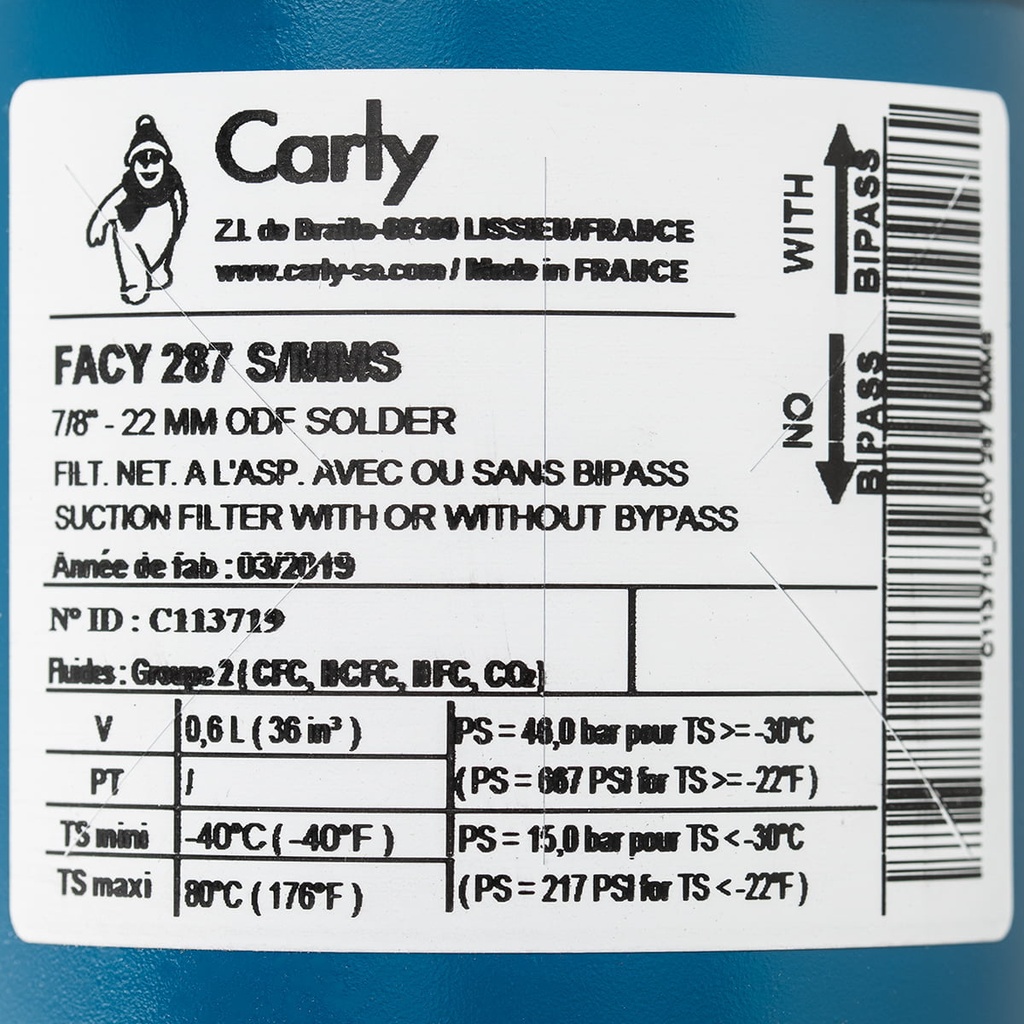 Carly
Z.I. de Braille-69380 LISSIEU/FRANCE
www.carly-sa.com / Made in FRANCE
FACY 287 S/MMS
7/8" - 22 MM ODF SOLDER
FILT. NET. A L'ASP. AVEC OU SANS BIPASS
SUCTION FILTER WITH OR WITHOUT BYPASS
Année de fab : 03/2019
N° ID : C113719
Fluides : Groupe 2 ( CFC, HCFC, HFC, CO₂)
V 0,6 L ( 36 in³ ) PS = 46,0 bar pour TS >= -30°C
PT / ( PS = 667 PSI for TS >= -22°F )
TS mini -40°C ( -40°F ) PS = 15,0 bar pour TS < -30°C
TS maxi 80°C ( 176°F ) ( PS = 217 PSI for TS < -22°F )
WITH BIPASS
NO BIPASS